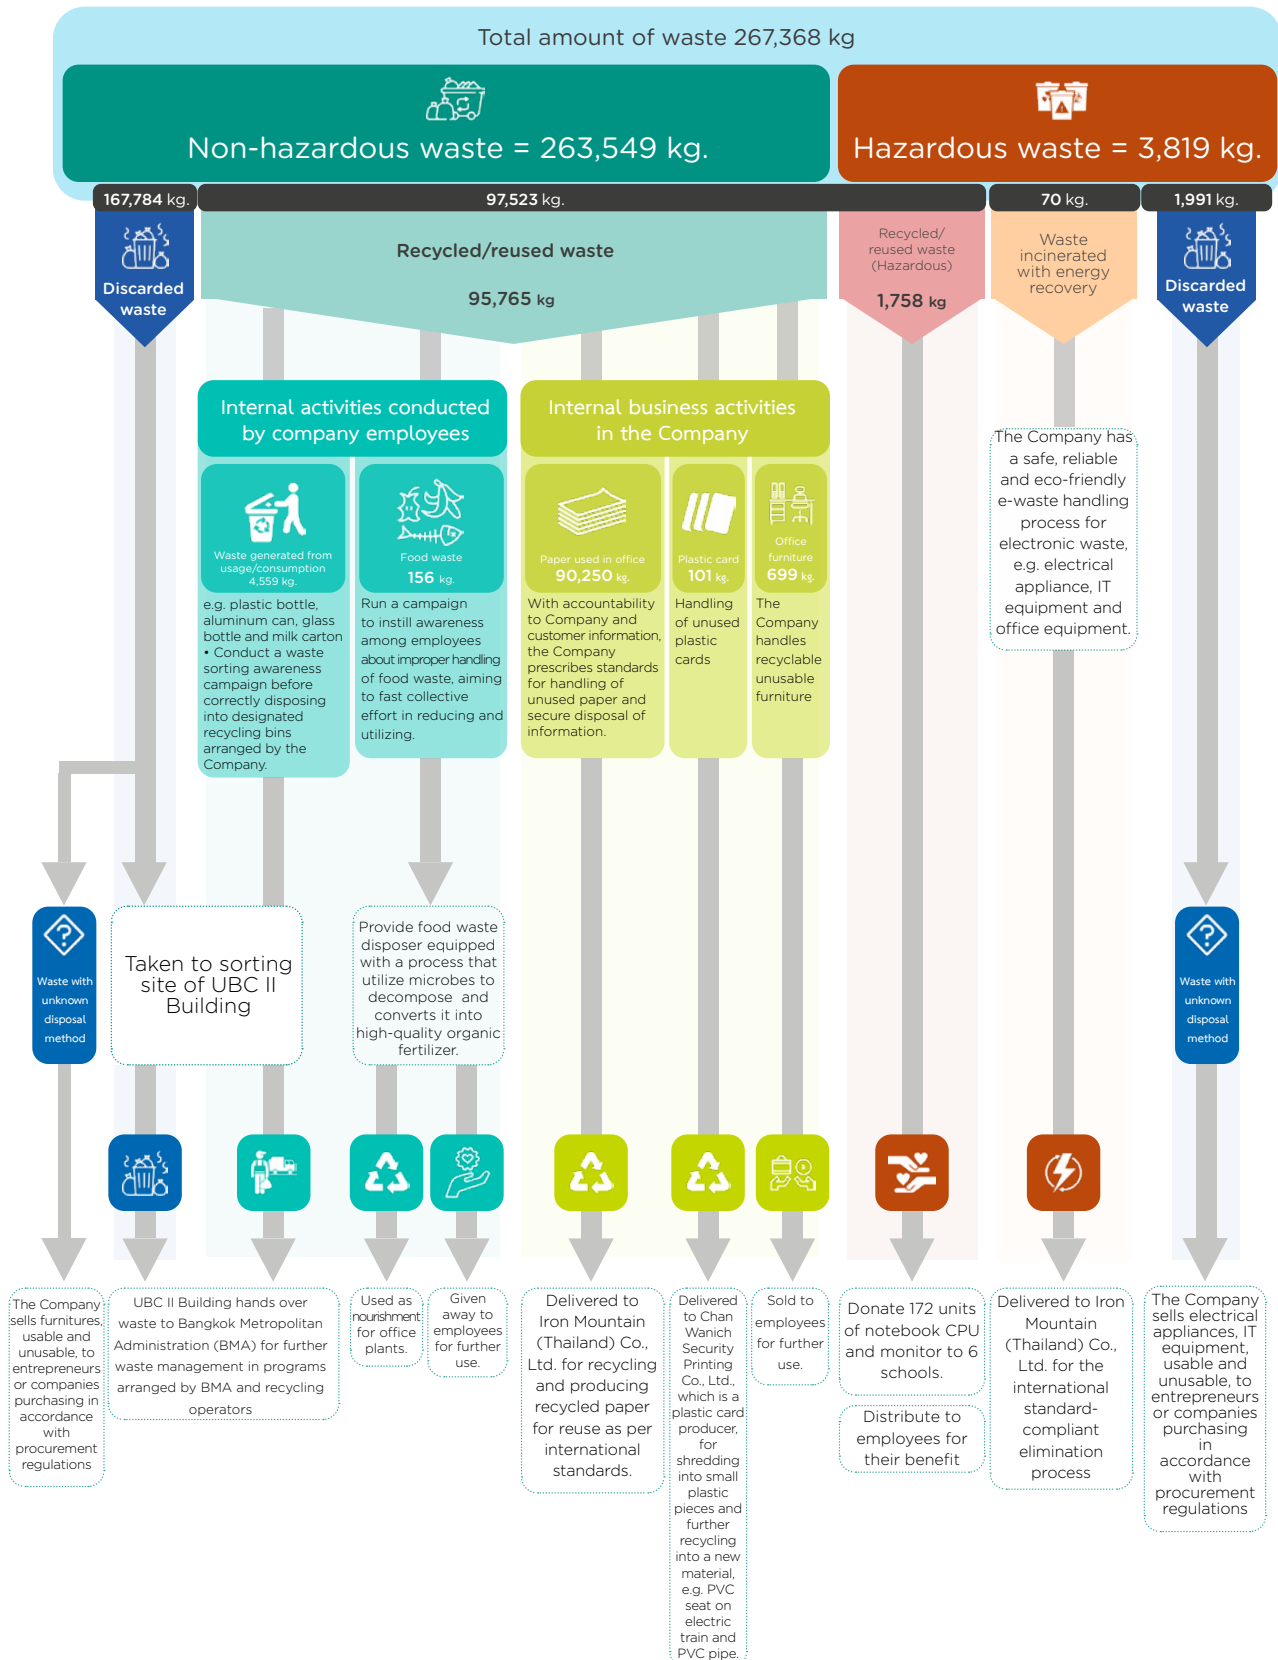 Total amount of waste 267,368 kg
Non-hazardous waste = 263,549 kg.
Hazardous waste = 3,819 kg.
167,784 kg.
97,523 kg.
70 kg.
1,991 kg.
Discarded
waste
Recycled/reused waste
95,765 kg
Recycled/
reused waste
(Hazardous)
1,758 kg
Waste
incinerated
with energy
recovery
Discarded
waste
Internal activities conducted
by company employees
Internal business activities
in the Company
Waste generated from
usage/consumption
4,559 kg.
Food waste
156 kg.
Paper used in office
90,250 kg.
Plastic card
101 kg.
Office
furniture
699 kg.
e.g. plastic bottle,
aluminum can, glass
bottle and milk carton
• Conduct a waste
sorting awareness
campaign before
correctly disposing
into designated
recycling bins
arranged by the
Company.
Run a campaign
to instill awareness
among employees
about improper handling
of food waste, aiming
to fast collective
effort in reducing and
utilizing.
With accountability
to Company and
customer information,
the Company
prescribes standards
for handling of
unused paper and
secure disposal of
information.
Handling
of unused
plastic
cards
The
Company
handles
recyclable
unusable
furniture
The Company has
a safe, reliable
and eco-friendly
e-waste handling
process for
electronic waste,
e.g. electrical
appliance, IT
equipment and
office equipment.
Waste with
unknown
disposal
method
Taken to sorting
site of UBC II
Building
Provide food waste
disposer equipped
with a process that
utilize microbes to
decompose and
converts it into
high-quality organic
fertilizer.
Waste with
unknown
disposal
method
The Company
sells furnitures,
usable and
unusable, to
entrepreneurs
or companies
purchasing in
accordance
with
procurement
regulations
UBC II Building hands over
waste to Bangkok Metropolitan
Administration (BMA) for further
waste management in programs
arranged by BMA and recycling
operators
Used as
nourishment
for office
plants.
Given
away to
employees
for further
use.
Delivered to
Iron Mountain
(Thailand) Co.,
Ltd. for recycling
and producing
recycled paper
for reuse as per
international
standards.
Delivered
to Chan
Wanich
Security
Printing
Co., Ltd.,
which is a
plastic card
producer,
for
shredding
into small
plastic
pieces and
further
recycling
into a new
material,
e.g. PVC
seat on
electric
train and
PVC pipe.
Sold to
employees
for further
use.
Donate 172 units
of notebook CPU
and monitor to 6
schools.
Distribute to
employees for
their benefit
Delivered to Iron
Mountain
(Thailand) Co.,
Ltd. for the
international
standard-
compliant
elimination
process
The Company
sells electrical
appliances, IT
equipment,
usable and
unusable, to
entrepreneurs
or companies
purchasing
in
accordance
with
procurement
regulations